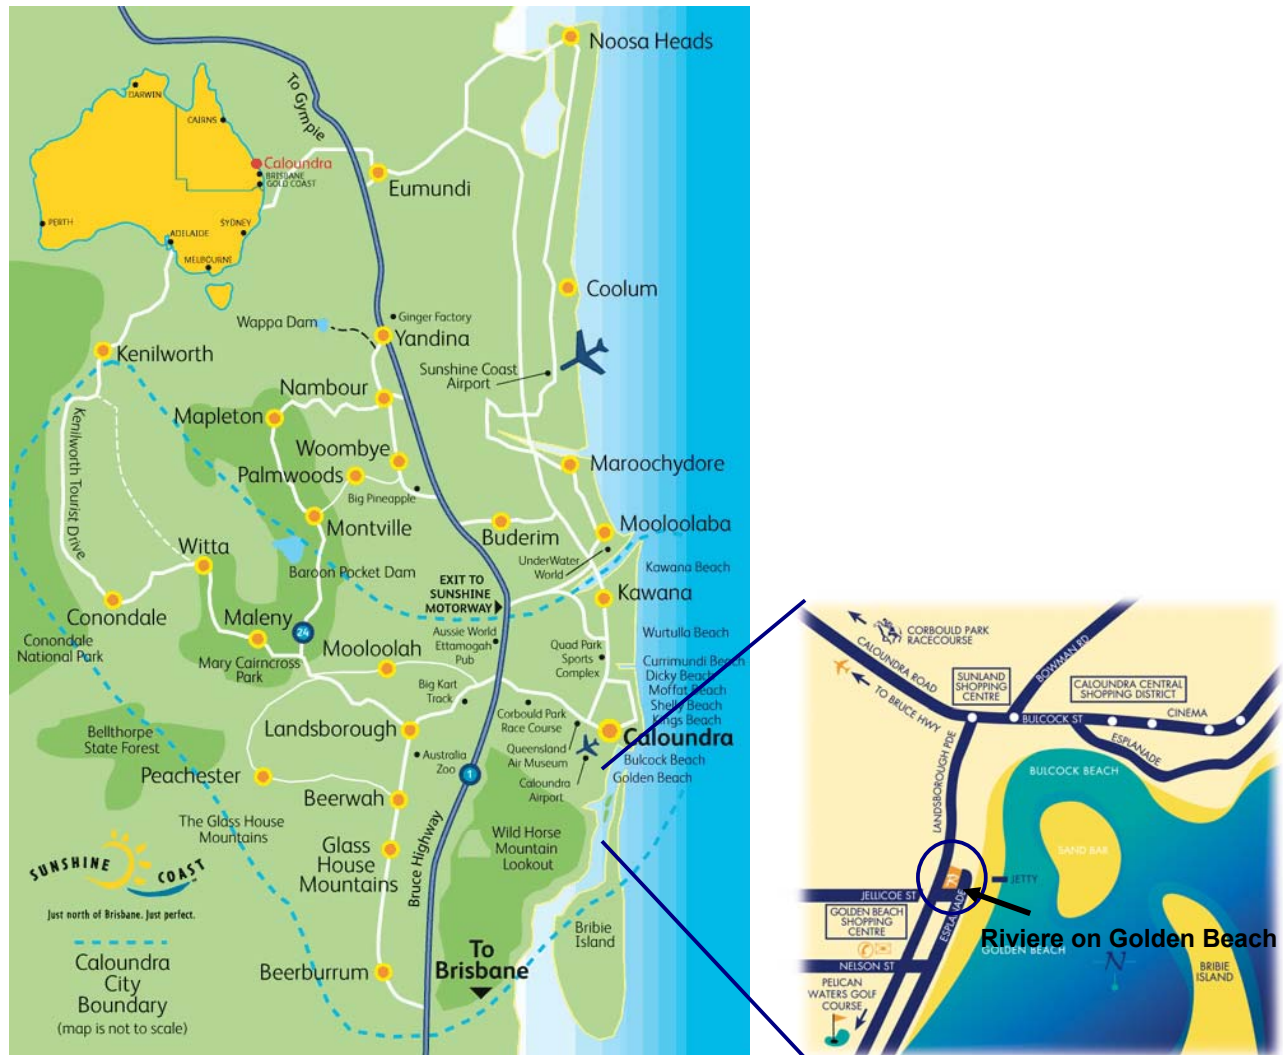 Noosa Heads
To Gympie
DARWIN
CAIRNS
Caloundra
BRISBANE
GOLD COAST
PERTH
SYDNEY
ADELAIDE
MELBOURNE
Eumundi
Coolum
Wappa Dam
Ginger Factory
Yandina
Kenilworth
Sunshine Coast
Airport
Nambour
Mapleton
Kenilworth Tourist Drive
Woombye
Palmwoods
Maroochydore
Big Pineapple
Montville
Buderim
Mooloolaba
Witta
UnderWater
World
Baroon Pocket Dam
Kawana Beach
EXIT TO
SUNSHINE
MOTORWAY
Kawana
Conondale
Maleny
24
Conondale
National Park
Aussie World
Ettamogah
Pub
Wurtulla Beach
Mary Cairncross
Park
Mooloolah
Quad Park
Sports
Complex
Currimundi Beach
Dicky Beach
Moffat Beach
Shelly Beach
Kings Beach
Big Kart
Track
Corbould Park
Race Course
Landsborough
Caloundra
Bellthorpe
State Forest
Queensland
Air Museum
Australia
Zoo
Bulcock Beach
1
Golden Beach
Peachester
Caloundra
Airport
Beerwah
The Glass House
Mountains
Bruce Highway
Wild Horse
Mountain
Lookout
Glass
House
Mountains
SUNSHINE COAST
Just north of Brisbane. Just perfect.
Bribie
Island
To
Brisbane
Caloundra
City
Boundary
(map is not to scale)
Beerburrum
CORBOULD PARK
RACECOURSE
CALOUNDRA ROAD
TO BRUCE HWY
BOWMAN RD
SUNLAND
SHOPPING
CENTRE
CALOUNDRA CENTRAL
SHOPPING DISTRICT
CINEMA
BULCOCK ST
ESPLANADE
LANDSBOROUGH PDE
BULCOCK BEACH
SAND BAR
JETTY
JELLICOE ST
ESPLANADE
GOLDEN BEACH
SHOPPING
CENTRE
Riviere on Golden Beach
GOLDEN BEACH
N
NELSON ST
BRIBIE
ISLAND
PELICAN
WATERS GOLF
COURSE